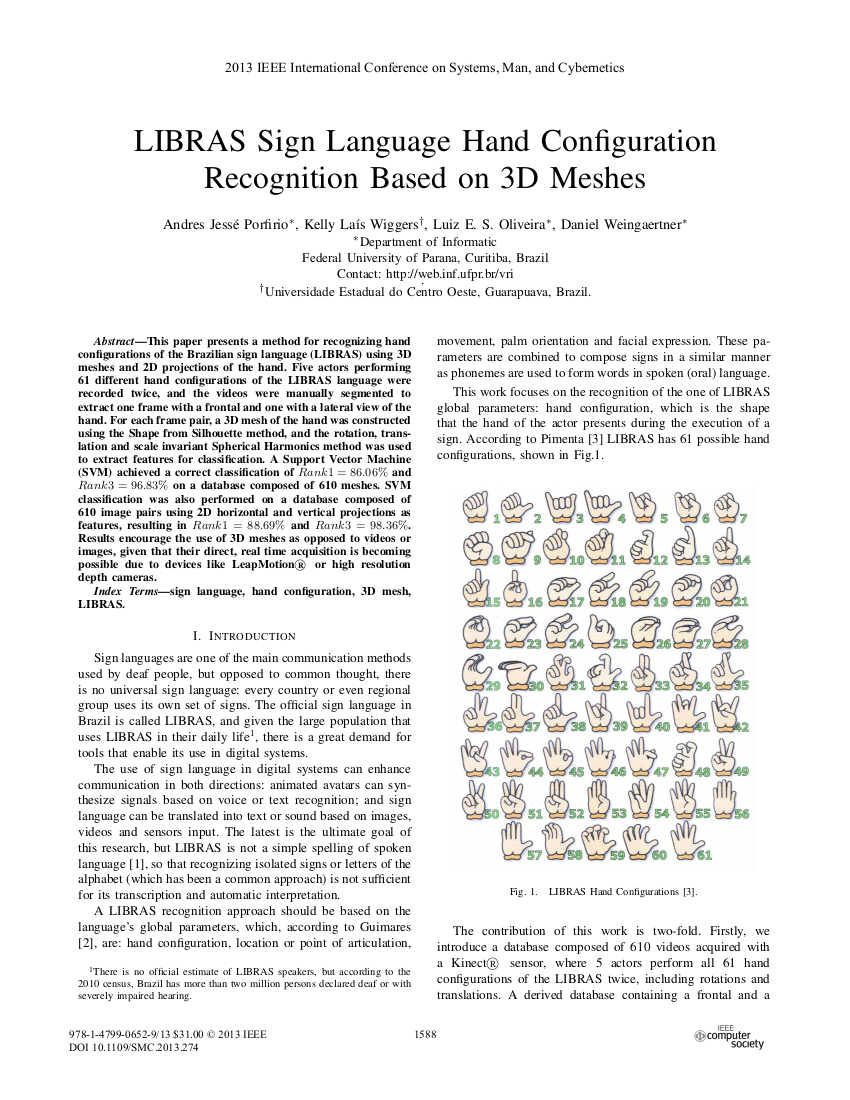 2013 IEEE International Conference on Systems, Man, and Cybernetics
LIBRAS Sign Language Hand Configuration
Recognition Based on 3D Meshes
Andres Jessé Porfirio*, Kelly Laís Wiggers†, Luiz E. S. Oliveira*, Daniel Weingaertner*
*Department of Informatic
Federal University of Parana, Curitiba, Brazil
Contact: http://web.inf.ufpr.br/vri
†Universidade Estadual do Centro Oeste, Guarapuava, Brazil.
Abstract—This paper presents a method for recognizing hand
configurations of the Brazilian sign language (LIBRAS) using 3D
meshes and 2D projections of the hand. Five actors performing
61 different hand configurations of the LIBRAS language were
recorded twice, and the videos were manually segmented to
extract one frame with a frontal and one with a lateral view of the
hand. For each frame pair, a 3D mesh of the hand was constructed
using the Shape from Silhouette method, and the rotation, trans-
lation and scale invariant Spherical Harmonics method was used
to extract features for classification. A Support Vector Machine
(SVM) achieved a correct classification of Rank1 = 86.06% and
Rank3 = 96.83% on a database composed of 610 meshes. SVM
classification was also performed on a database composed of
610 image pairs using 2D horizontal and vertical projections as
features, resulting in Rank1 = 88.69% and Rank3 = 98.36%.
Results encourage the use of 3D meshes as opposed to videos or
images, given that their direct, real time acquisition is becoming
possible due to devices like LeapMotion® or high resolution
depth cameras.
Index Terms—sign language, hand configuration, 3D mesh,
LIBRAS.
I. INTRODUCTION
Sign languages are one of the main communication methods
used by deaf people, but opposed to common thought, there
is no universal sign language: every country or even regional
group uses its own set of signs. The official sign language in
Brazil is called LIBRAS, and given the large population that
uses LIBRAS in their daily life1, there is a great demand for
tools that enable its use in digital systems.
The use of sign language in digital systems can enhance
communication in both directions: animated avatars can syn-
thesize signals based on voice or text recognition; and sign
language can be translated into text or sound based on images,
videos and sensors input. The latest is the ultimate goal of
this research, but LIBRAS is not a simple spelling of spoken
language [1], so that recognizing isolated signs or letters of the
alphabet (which has been a common approach) is not sufficient
for its transcription and automatic interpretation.
A LIBRAS recognition approach should be based on the
language's global parameters, which, according to Guimares
[2], are: hand configuration, location or point of articulation,
1There is no official estimate of LIBRAS speakers, but according to the
2010 census, Brazil has more than two million persons declared deaf or with
severely impaired hearing.
movement, palm orientation and facial expression. These pa-
rameters are combined to compose signs in a similar manner
as phonemes are used to form words in spoken (oral) language.
This work focuses on the recognition of the one of LIBRAS
global parameters: hand configuration, which is the shape
that the hand of the actor presents during the execution of a
sign. According to Pimenta [3] LIBRAS has 61 possible hand
configurations, shown in Fig.1.
1 2 3 4 5 6 7
8 9 10 11 12 13 14
15 16 17 18 19 20 21
22 23 24 25 26 27 28
29 30 31 32 33 34 35
36 37 38 39 40 41 42
43 44 45 46 47 48 49
50 51 52 53 54 55 56
57 58 59 60 61
Fig. 1. LIBRAS Hand Configurations [3].
The contribution of this work is two-fold. Firstly, we
introduce a database composed of 610 videos acquired with
a Kinect® sensor, where 5 actors perform all 61 hand
configurations of the LIBRAS twice, including rotations and
translations. A derived database containing a frontal and a
978-1-4799-0652-9/13 $31.00 © 2013 IEEE
DOI 10.1109/SMC.2013.274
1588
IEEE
computer
society